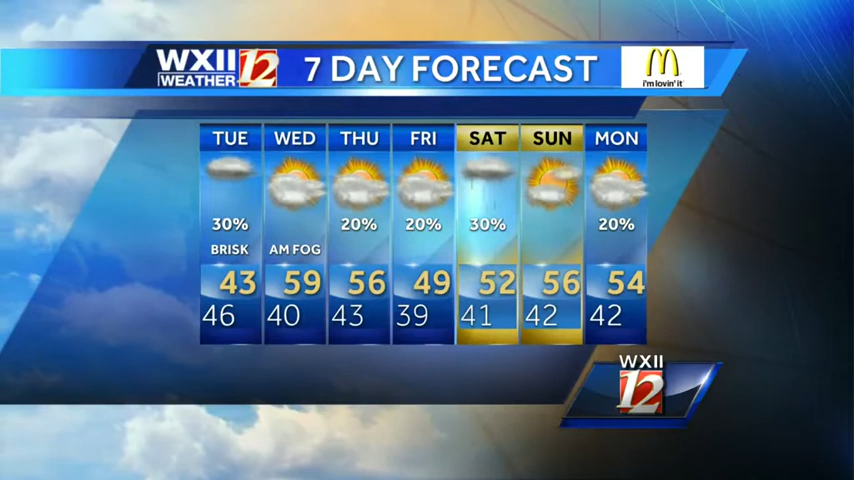 WXII 12
WEATHER
7 DAY FORECAST
M
i'm lovin' it
TUE WED THU FRI SAT SUN MON
30% 20% 20% 30% 20%
BRISK AM FOG
43 59 56 49 52 56 54
46 40 43 39 41 42 42
WXII
12